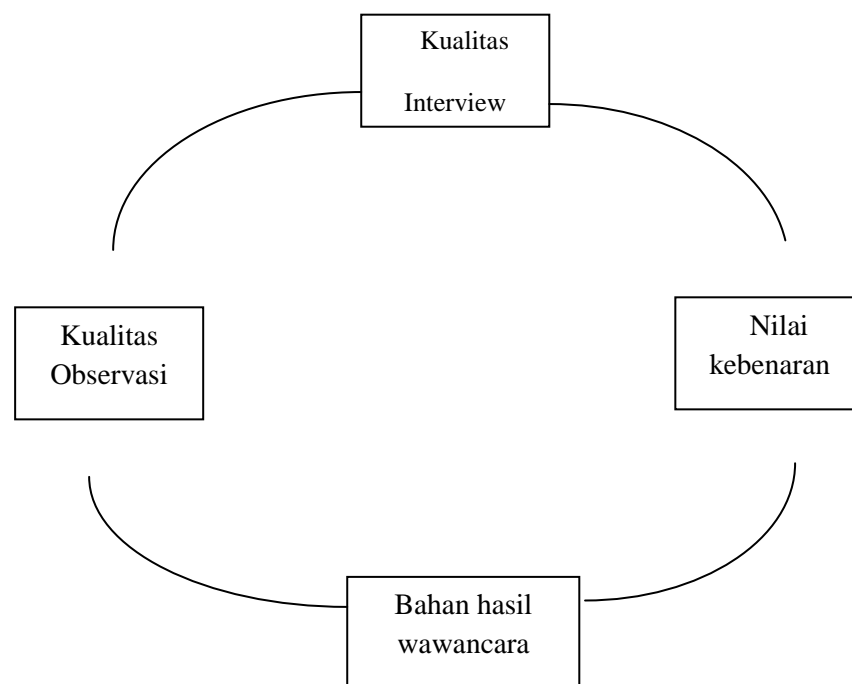 Kualitas
Interview
Kualitas
Observasi
Nilai
kebenaran
Bahan hasil
wawancara